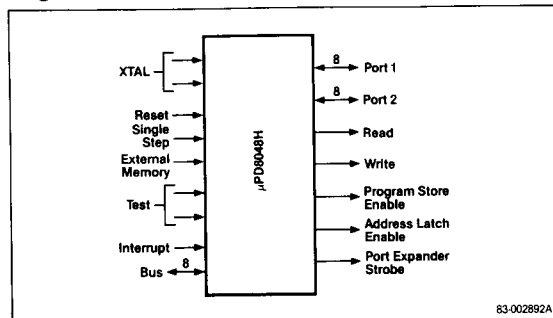 XTAL
Reset
Single
Step
External
Memory
Test
Interrupt
Bus
8
μPD8048H
8
Port 1
8
Port 2
Read
Write
Program Store
Enable
Address Latch
Enable
Port Expander
Strobe
83-002892A